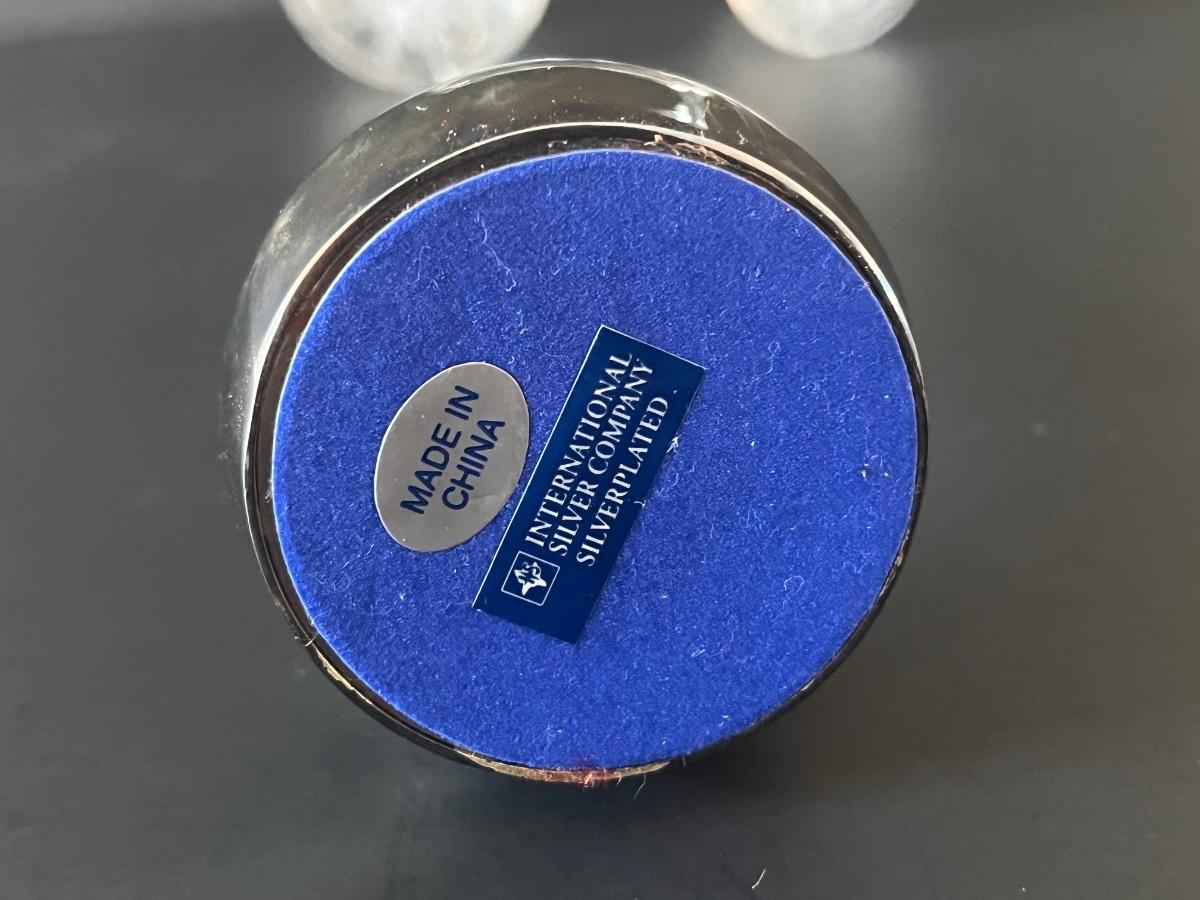 MADE IN
CHINA
INTERNATIONAL
SILVER COMPANY
SILVERPLATED